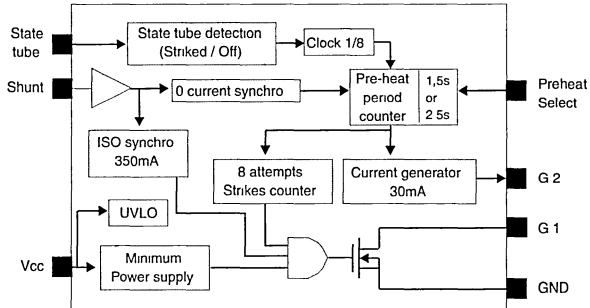 State
tube
State tube detection
(Striked / Off)
Clock 1/8
Shunt
0 current synchro
Pre-heat
period
counter
1,5s
or
2 5s
Preheat
Select
ISO synchro
350mA
8 attempts
Strikes counter
Current generator
30mA
G 2
UVLO
G 1
Vcc
Minimum
Power supply
GND